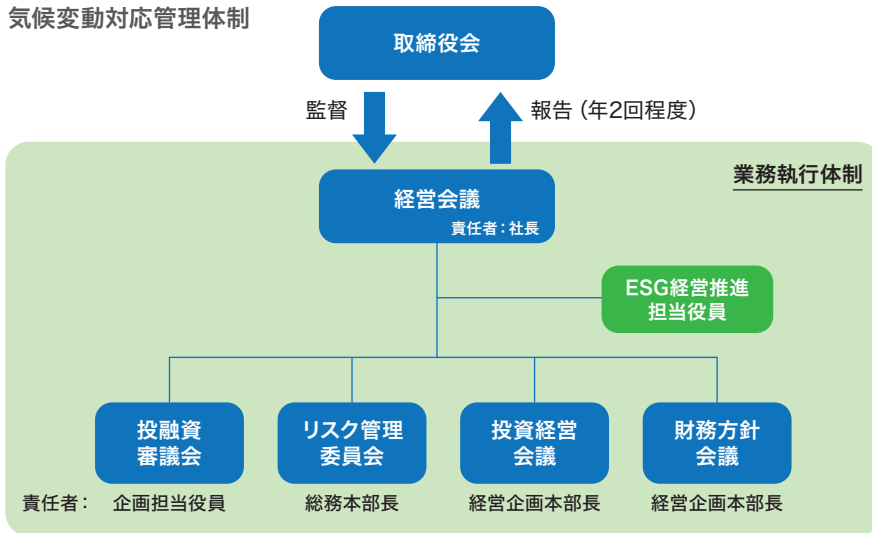 気候変動対応管理体制
取締役会
監督
報告（年2回程度）
業務執行体制
経営会議
責任者：社長
ESG経営推進
担当役員
投融資
審議会
リスク管理
委員会
投資経営
会議
財務方針
会議
責任者： 企画担当役員 総務本部長 経営企画本部長 経営企画本部長